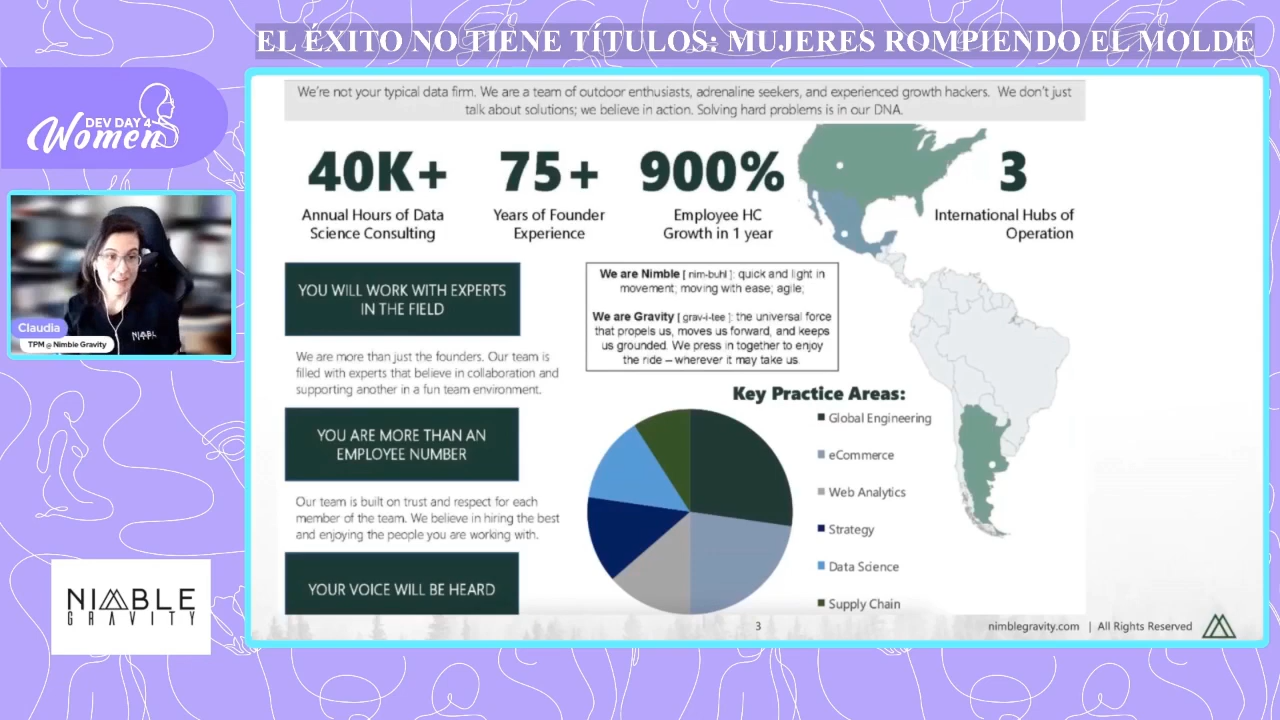 EL ÉXITO NO TIENE TÍTULOS: MUJERES ROMPIENDO EL MOLDE
DEV DAY 4
Women
We're not your typical data firm. We are a team of outdoor enthusiasts, adrenaline seekers, and experienced growth hackers. We don't just
talk about solutions; we believe in action. Solving hard problems is in our DNA.
40K+
Annual Hours of Data
Science Consulting
75+
Years of Founder
Experience
900%
Employee HC
Growth in 1 year
3
International Hubs of
Operation
YOU WILL WORK WITH EXPERTS
IN THE FIELD
We are more than just the founders. Our team is
filled with experts that believe in collaboration and
supporting another in a fun team environment.
YOU ARE MORE THAN AN
EMPLOYEE NUMBER
Our team is built on trust and respect for each
member of the team. We believe in hiring the best
and enjoying the people you are working with.
YOUR VOICE WILL BE HEARD
We are Nimble [ nim-buhl ]: quick and light in
movement; moving with ease; agile;
We are Gravity [ grav-i-tee ]: the universal force
that propels us, moves us forward, and keeps
us grounded. We press in together to enjoy
the ride – wherever it may take us.
Key Practice Areas:
Global Engineering
eCommerce
Web Analytics
Strategy
Data Science
Supply Chain
3
nimblegravity.com | All Rights Reserved
Claudia
TPM @ Nimble Gravity
NIMBLE
GRAVITY